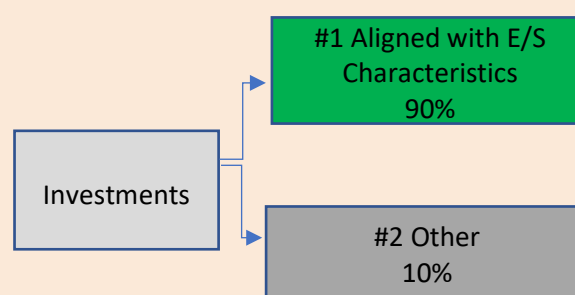 #1 Aligned with E/S
Characteristics
90%
Investments
#2 Other
10%